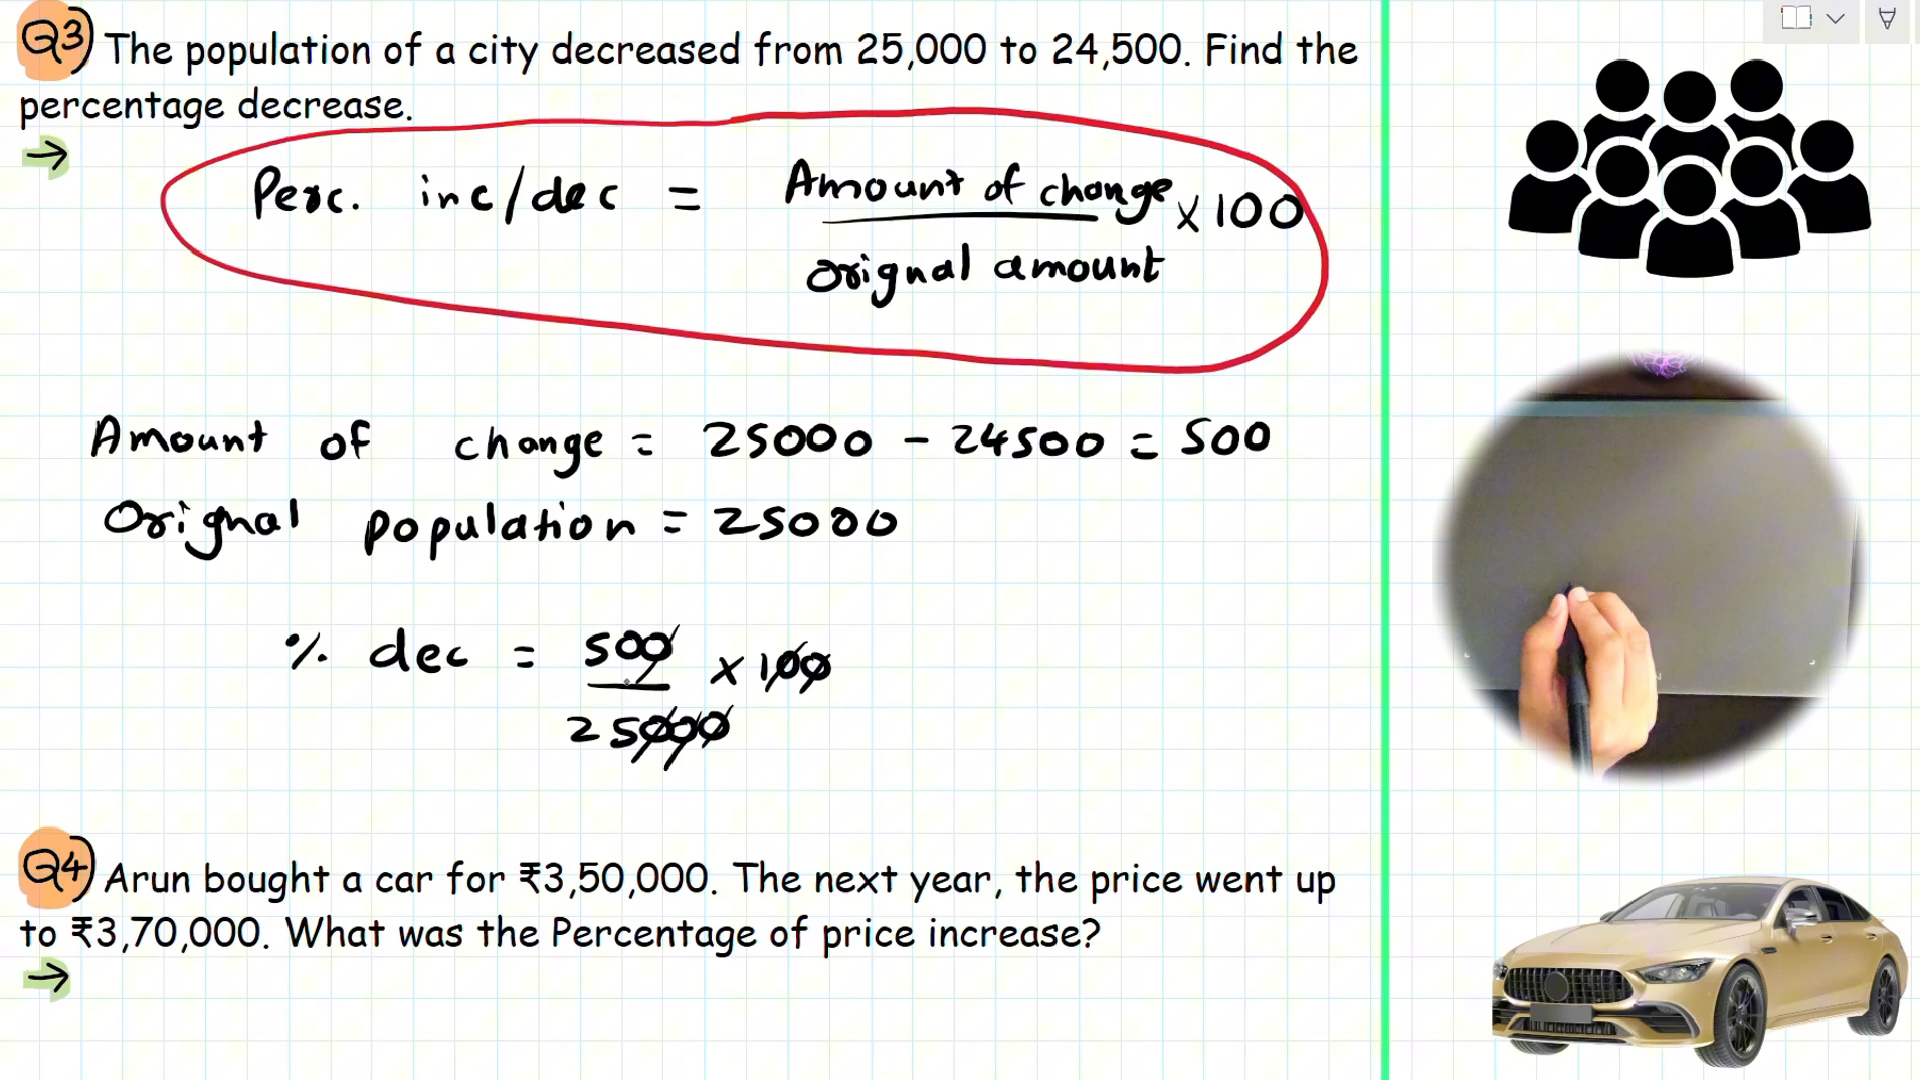 Q3) The population of a city decreased from 25,000 to 24,500. Find the
percentage decrease.
→
Perc. inc/dec = Amount of change / orignal amount × 100
Amount of change = 25000 - 24500 = 500
Orignal population = 25000
% dec = 500 / 25000 × 100
Q4) Arun bought a car for ₹3,50,000. The next year, the price went up
to ₹3,70,000. What was the Percentage of price increase?
→